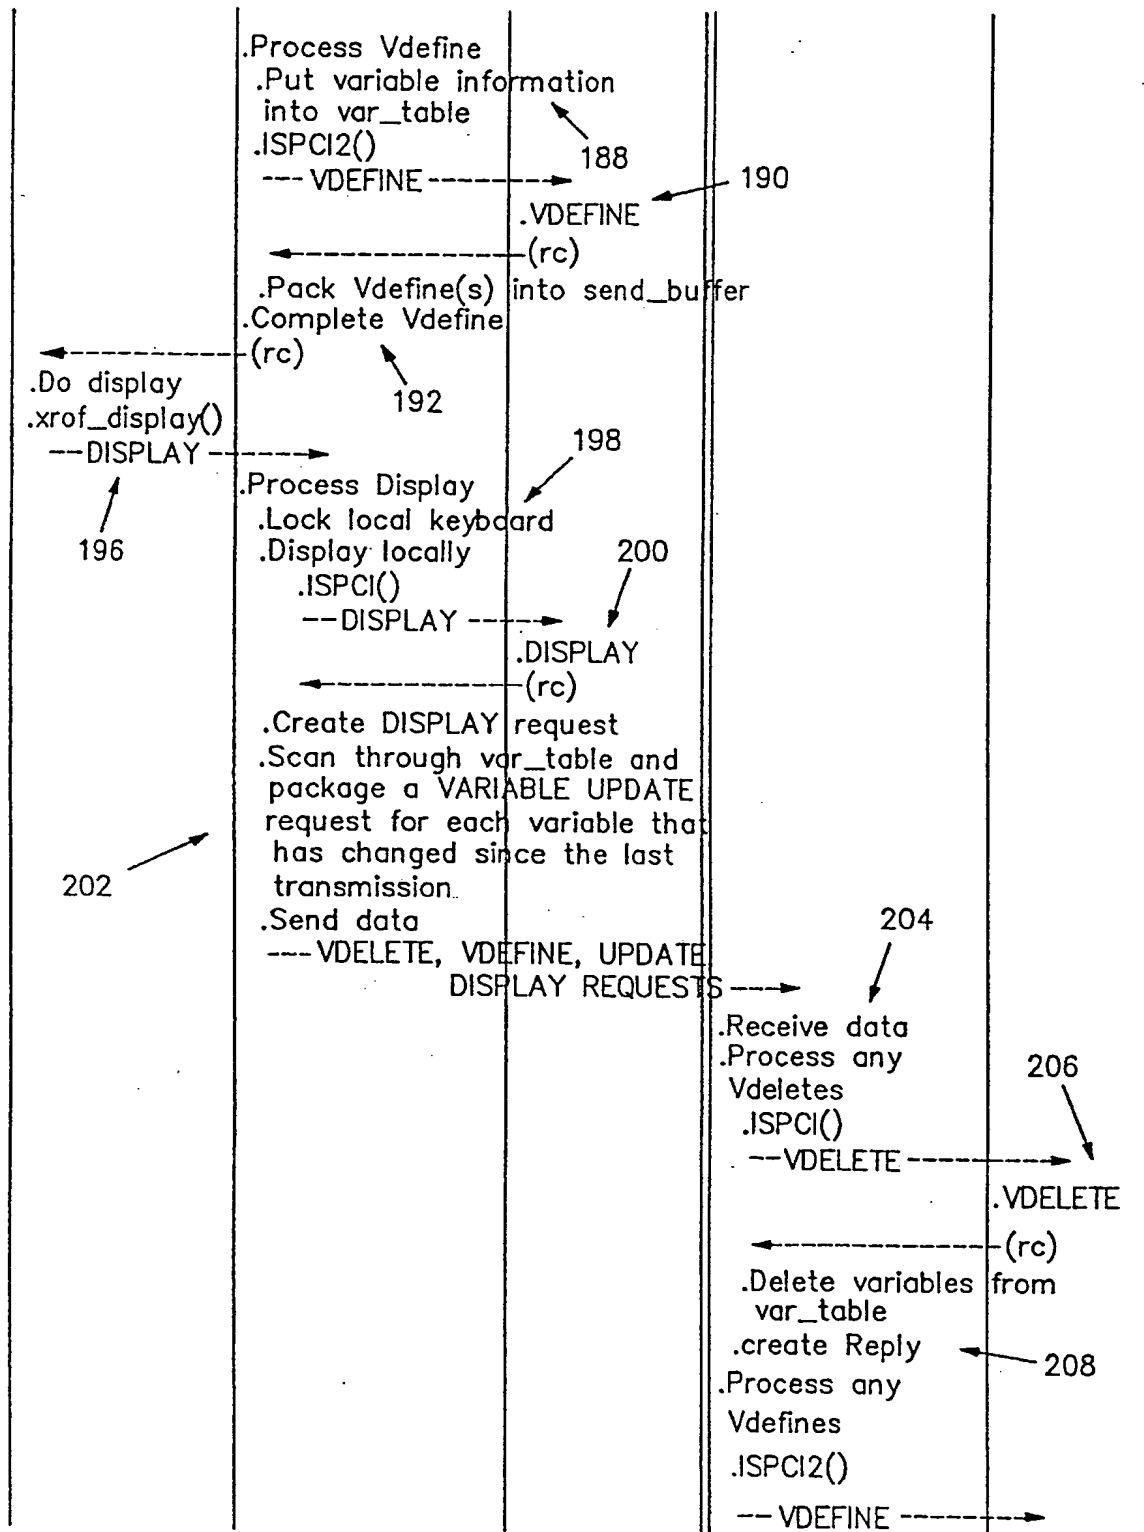 .Process Vdefine
.Put variable information
into var_table
.ISPCI2()
188
--- VDEFINE
190
.VDEFINE
(rc)
.Pack Vdefine(s) into send_buffer
.Complete Vdefine
(rc)
192
.Do display
.xrof_display()
198
--DISPLAY
.Process Display
.Lock local keyboard
196
.Display locally
200
.ISPCI()
--DISPLAY
.DISPLAY
(rc)
.Create DISPLAY request
.Scan through var_table and
package a VARIABLE UPDATE
request for each variable that
has changed since the last
202
transmission.
.Send data
204
---VDELETE, VDEFINE, UPDATE
DISPLAY REQUESTS
.Receive data
.Process any
206
Vdeletes
.ISPCI()
--VDELETE
.VDELETE
(rc)
.Delete variables from
var_table
.create Reply
208
.Process any
Vdefines
.ISPCI2()
--VDEFINE